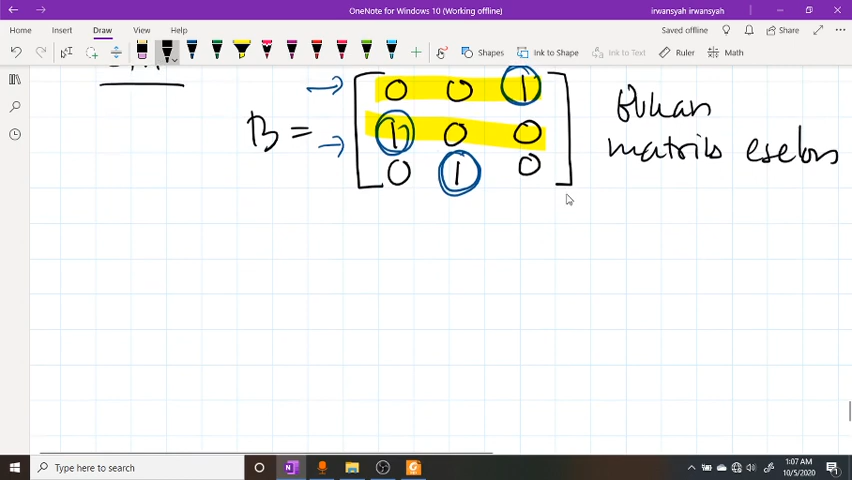 OneNote for Windows 10 (Working offline)
irwansyah irwansyah
Home Insert Draw View Help
Saved offline Share
Shapes Ink to Shape Ink to Text Ruler Math
B = 0 0 1
1 0 0
0 1 0
Bukan
matriks eselon
Type here to search
1:07 AM
10/5/2020